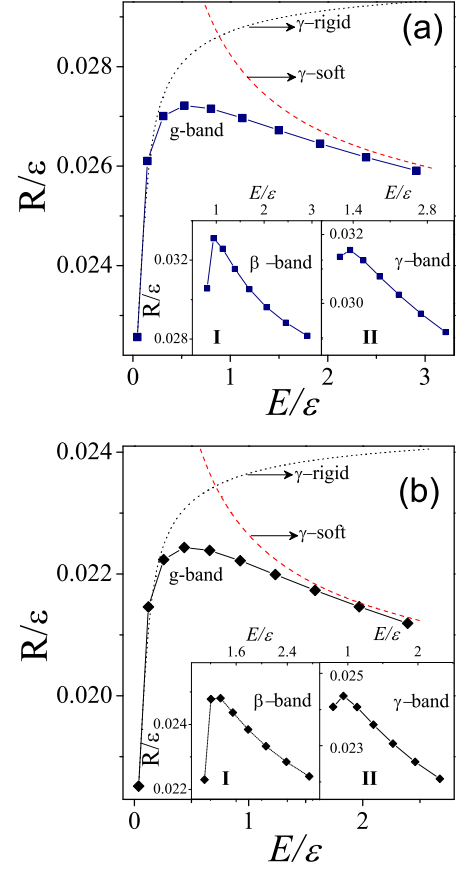 (a)
γ–rigid
0.028
γ–soft
g-band
R/ε
0.026
E/ε
1 2 3
1.4 2.8
0.032
β –band
γ–band
0.024
R/ε
0.032
0.030
0.028
I
II
0 1 2 3
E/ε
0.024
γ–rigid
(b)
γ–soft
g-band
0.022
R/ε
E/ε
E/ε
1.6 2.4
1 2
0.025
0.020
β–band
γ–band
R/ε
0.024
0.023
0.022
I
II
0 1 2
E/ε